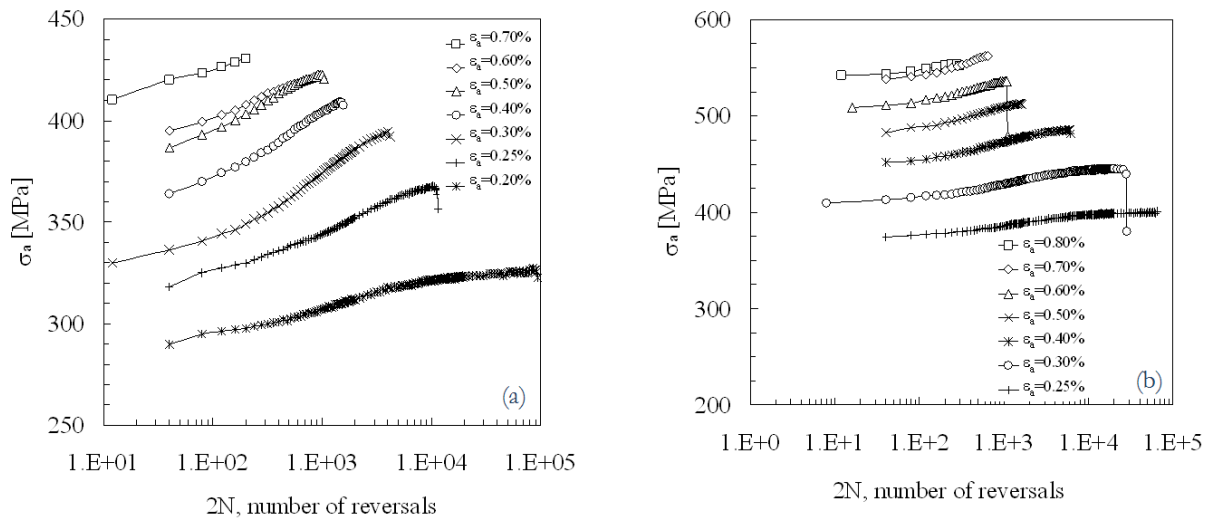 450
400
350
300
250
σa [MPa]
1.E+01
1.E+02
1.E+03
1.E+04
1.E+05
2N, number of reversals
εa=0.70%
εa=0.60%
εa=0.50%
εa=0.40%
εa=0.30%
εa=0.25%
εa=0.20%
(a)
600
500
400
300
200
σa [MPa]
1.E+0
1.E+1
1.E+2
1.E+3
1.E+4
1.E+5
2N, number of reversals
εa=0.80%
εa=0.70%
εa=0.60%
εa=0.50%
εa=0.40%
εa=0.30%
εa=0.25%
(b)